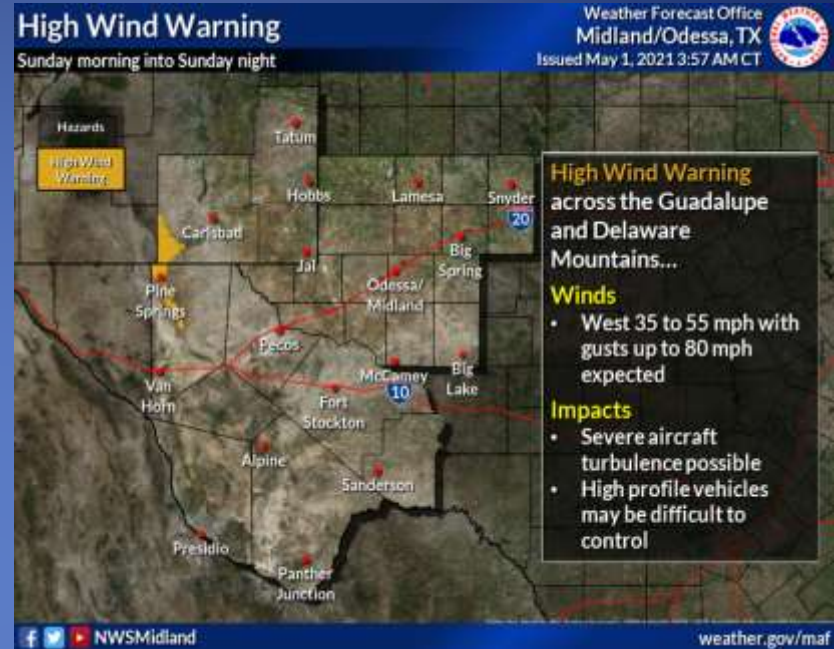 High Wind Warning
Sunday morning into Sunday night
Weather Forecast Office
Midland/Odessa,TX
Issued May 1, 2021 3:57 AM CT
Hazards
High Wind
Warning
Tatum
Hobbs
Lamesa
Snyder
20
Carlsbad
Jal
Big
Spring
Odessa/
Midland
Pine
Springs
Pecos
Van
Horn
McCamey
Big
Lake
10
Fort
Stockton
Alpine
Sanderson
Presidio
Panther
Junction
High Wind Warning
across the Guadalupe
and Delaware
Mountains...
Winds
• West 35 to 55 mph with
gusts up to 80 mph
expected
Impacts
• Severe aircraft
turbulence possible
• High profile vehicles
may be difficult to
control
NWSMidland
weather.gov/maf